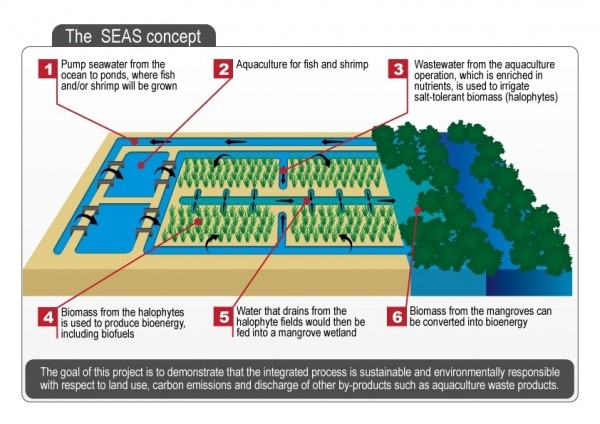 The SEAS concept
1
Pump seawater from the
ocean to ponds, where fish
and/or shrimp will be grown
2
Aquaculture for fish and shrimp
3
Wastewater from the aquaculture
operation, which is enriched in
nutrients, is used to irrigate
salt-tolerant biomass (halophytes)
4
Biomass from the halophytes
is used to produce bioenergy,
including biofuels
5
Water that drains from the
halophyte fields would then be
fed into a mangrove wetland
6
Biomass from the mangroves can
be converted into bioenergy
The goal of this project is to demonstrate that the integrated process is sustainable and environmentally responsible
with respect to land use, carbon emissions and discharge of other by-products such as aquaculture waste products.